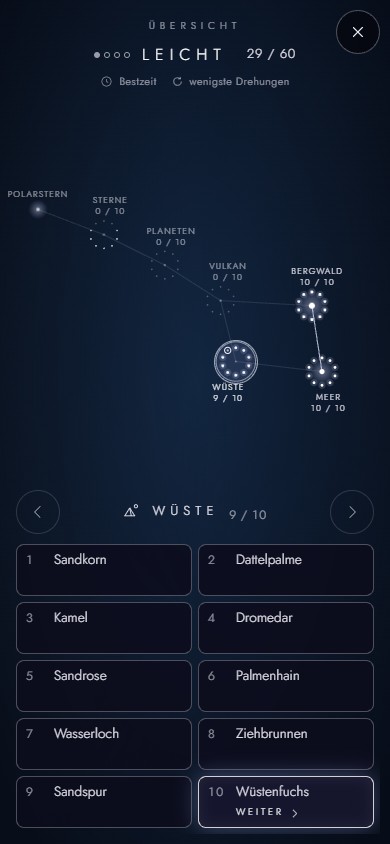 ÜBERSICHT
LEICHT 29 / 60
Bestzeit wenigste Drehungen
POLARSTERN
STERNE
0 / 10
PLANETEN
0 / 10
VULKAN
0 / 10
BERGWALD
10 / 10
WÜSTE
9 / 10
MEER
10 / 10
WÜSTE 9 / 10
1 Sandkorn
2 Dattelpalme
3 Kamel
4 Dromedar
5 Sandrose
6 Palmenhain
7 Wasserloch
8 Ziehbrunnen
9 Sandspur
10 Wüstenfuchs
WEITER